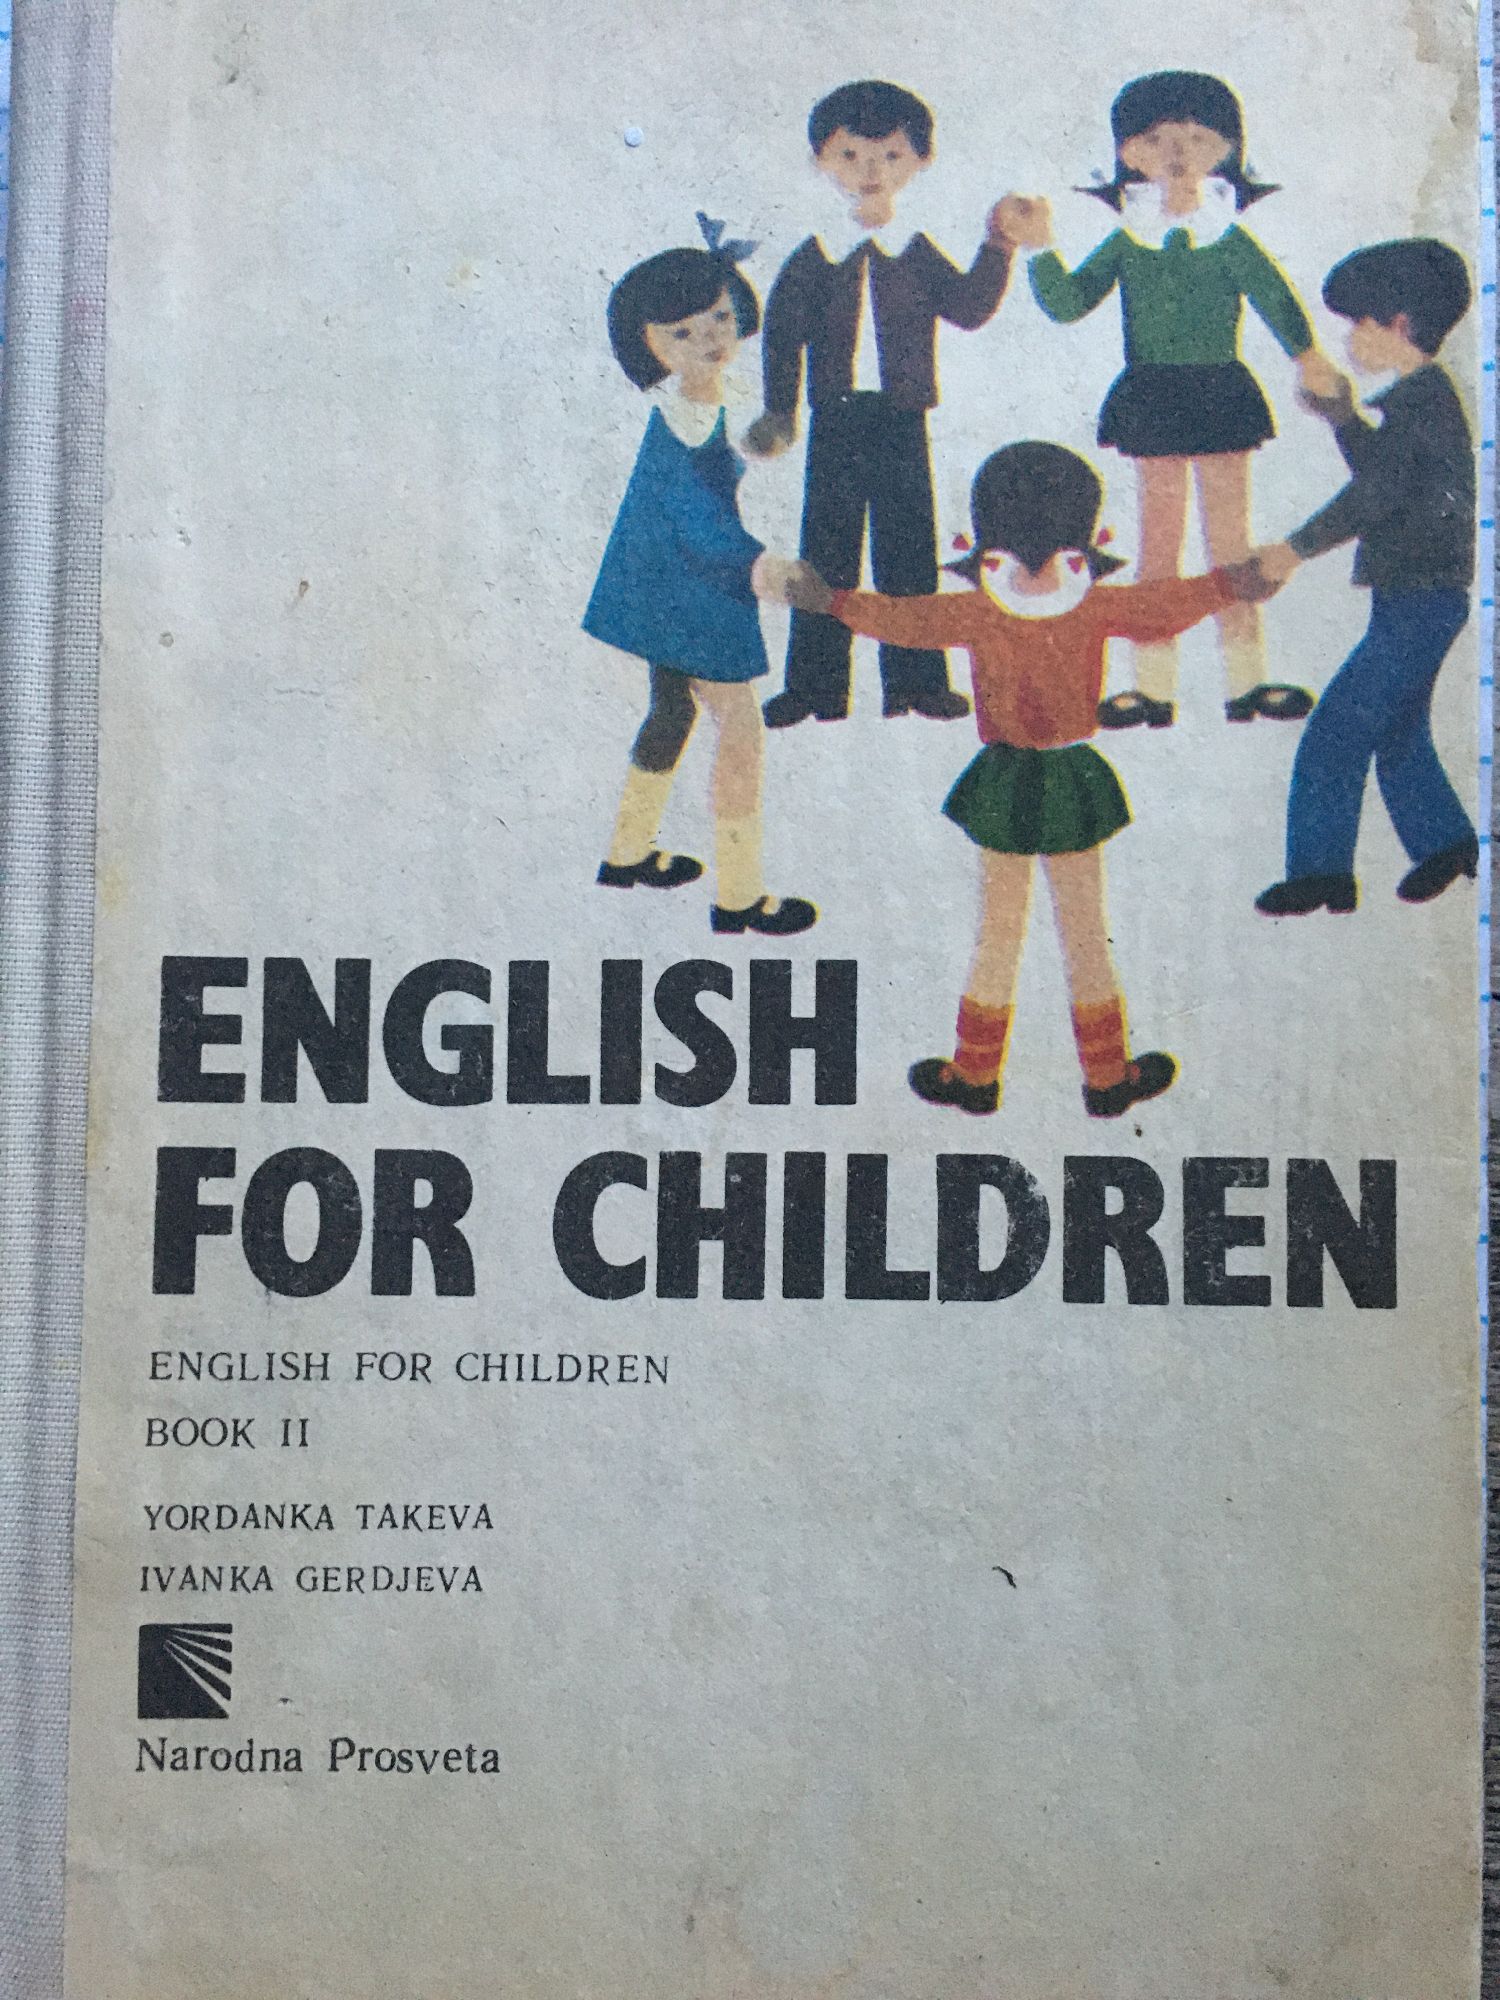 ENGLISH
FOR CHILDREN
ENGLISH FOR CHILDREN
BOOK II
YORDANKA TAKEVA
IVANKA GERDJEVA
Narodna Prosveta